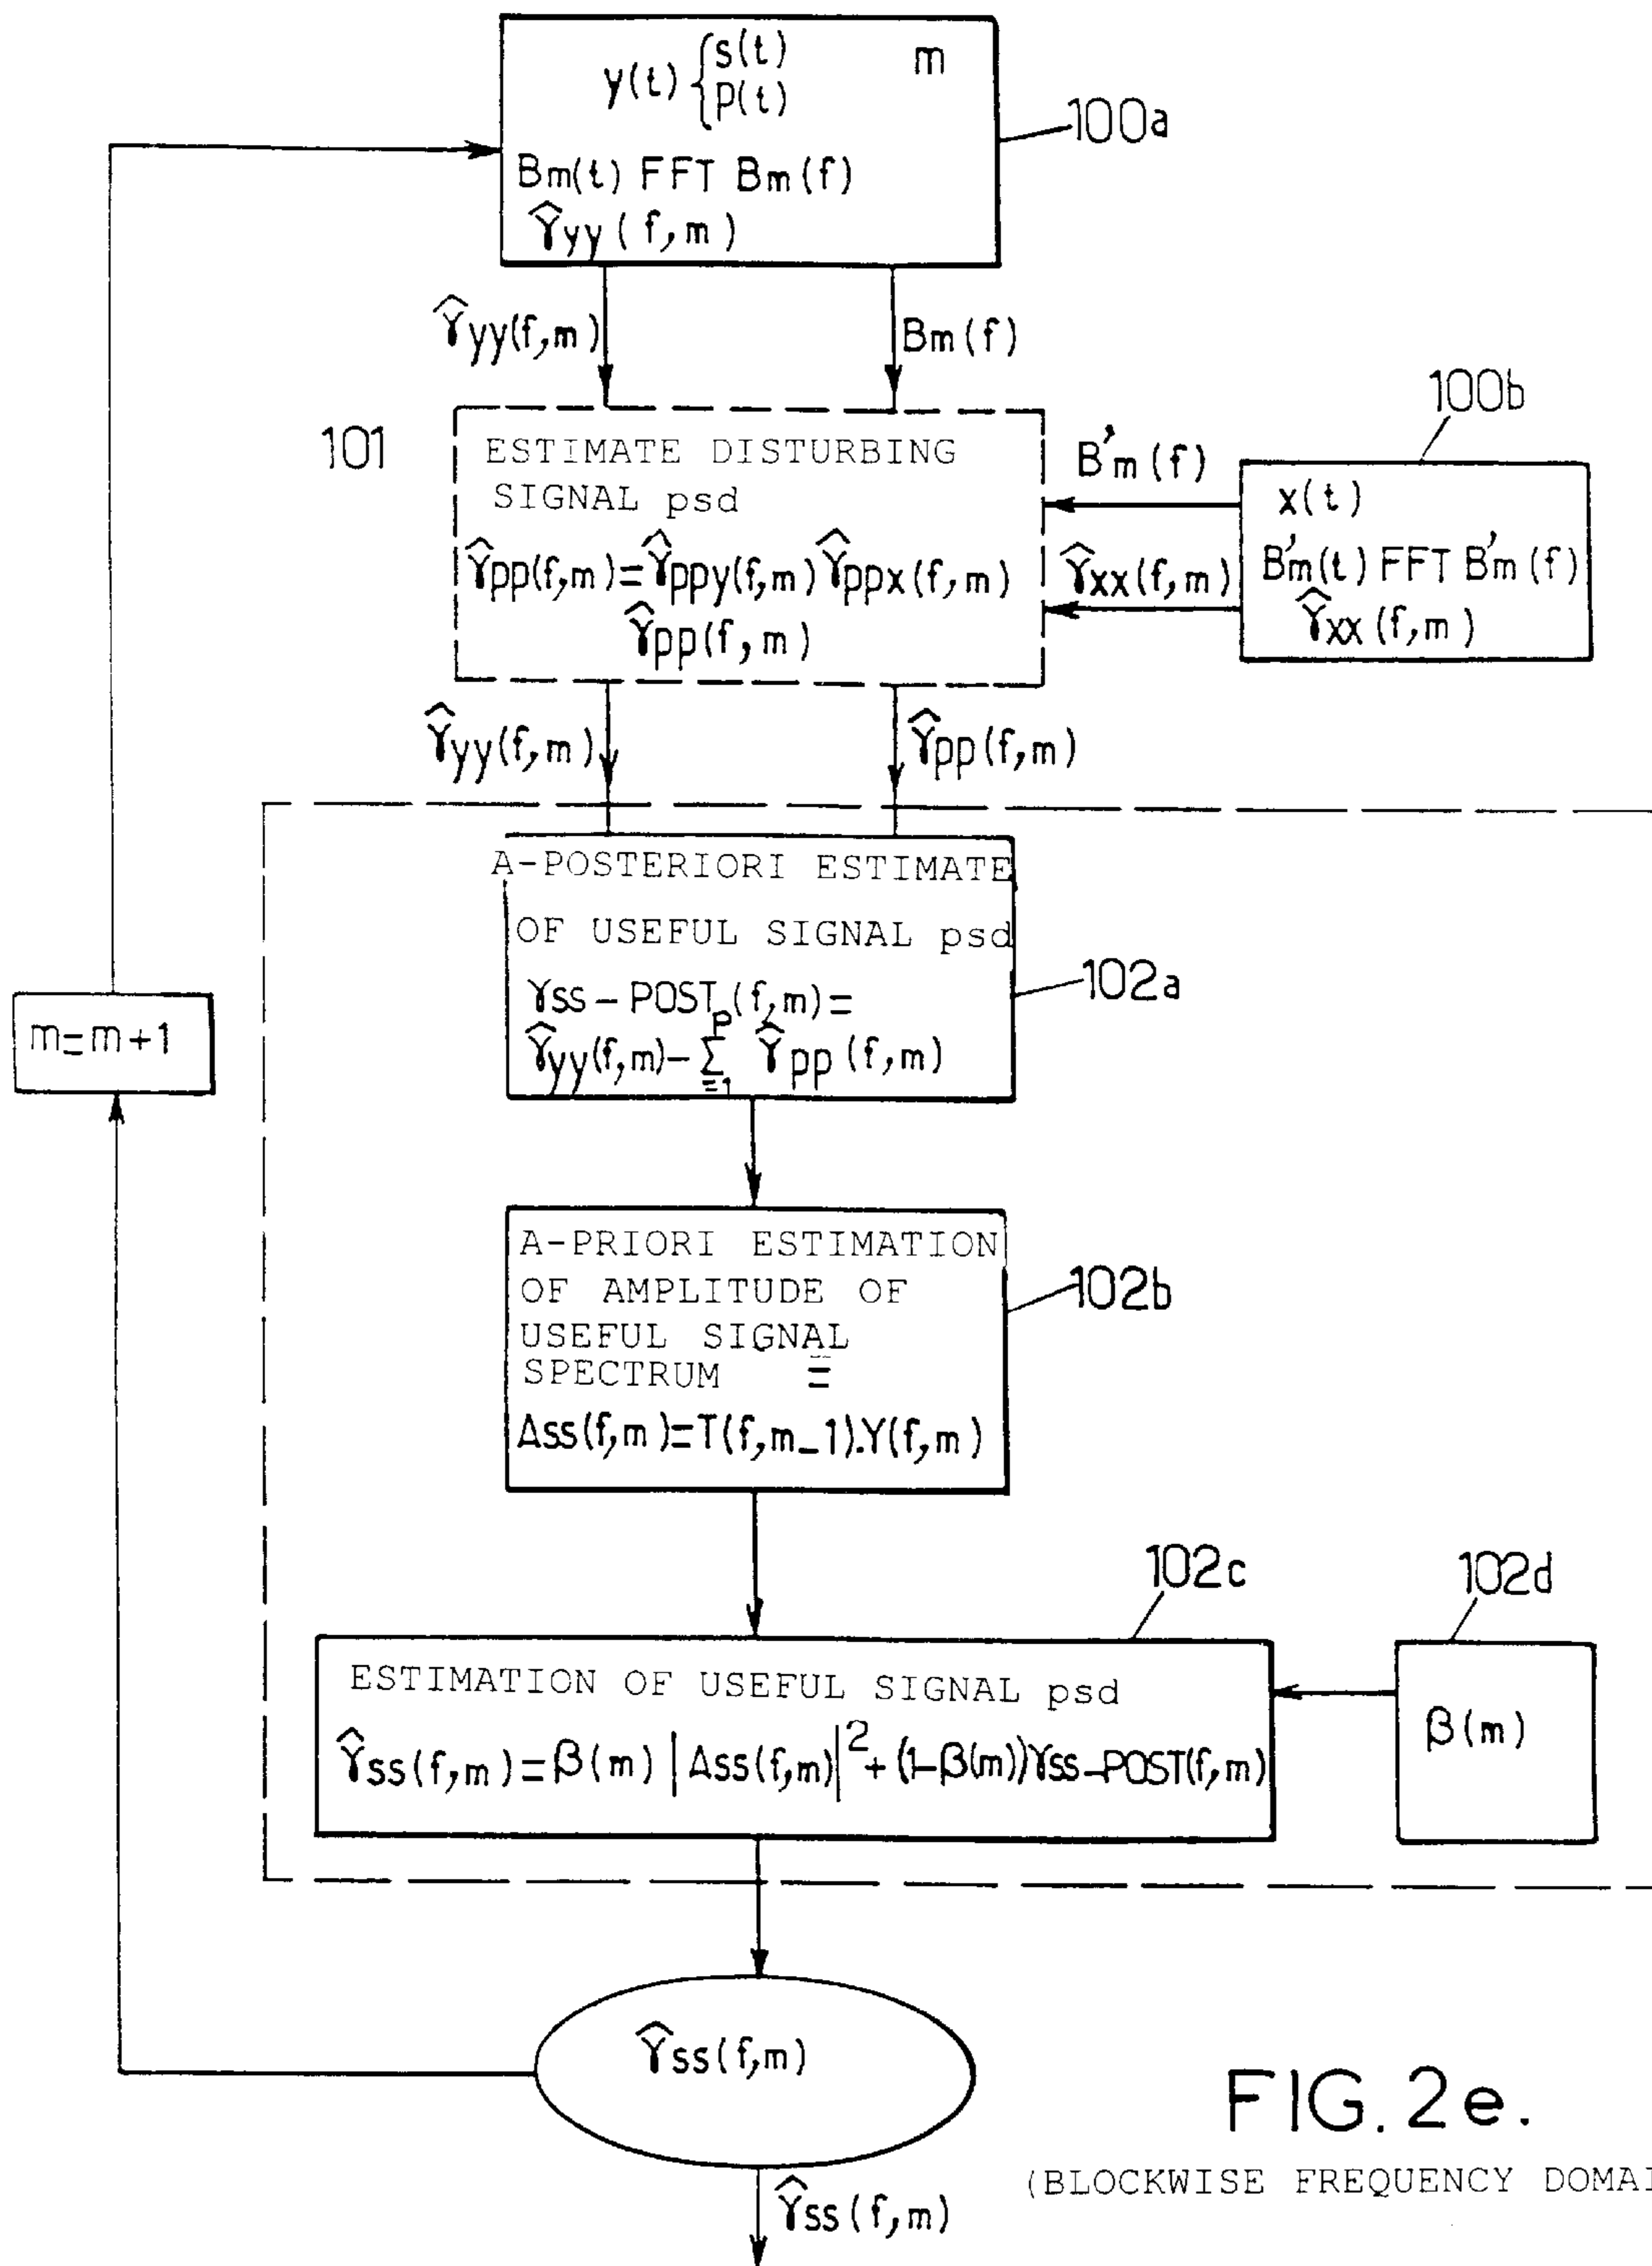 y(t) { s(t) m
p(t)
100a
Bm(t) FFT Bm(f)
γ̂yy(f,m)
γ̂yy(f,m)
Bm(f)
100b
101
ESTIMATE DISTURBING
SIGNAL psd
γ̂pp(f,m)=γ̂ppy(f,m) γ̂ppx(f,m)
γ̂pp(f,m)
B'm(f)
γ̂xx(f,m)
x(t)
B'm(t) FFT B'm(f)
γ̂xx(f,m)
γ̂yy(f,m)
γ̂pp(f,m)
A-POSTERIORI ESTIMATE
OF USEFUL SIGNAL psd
102a
γss-POST(f,m)=
γ̂yy(f,m)-∑ᴾ₌₁ γ̂pp(f,m)
m=m+1
A-PRIORI ESTIMATION
OF AMPLITUDE OF
USEFUL SIGNAL
SPECTRUM =
Ass(f,m)=T(f,m-1).Y(f,m)
102b
102c
102d
ESTIMATION OF USEFUL SIGNAL psd
γ̂ss(f,m)=β(m) |Ass(f,m)|²+(1-β(m))γss-POST(f,m)
β(m)
γ̂ss(f,m)
FIG. 2e.
(BLOCKWISE FREQUENCY DOMAI
γ̂ss(f,m)